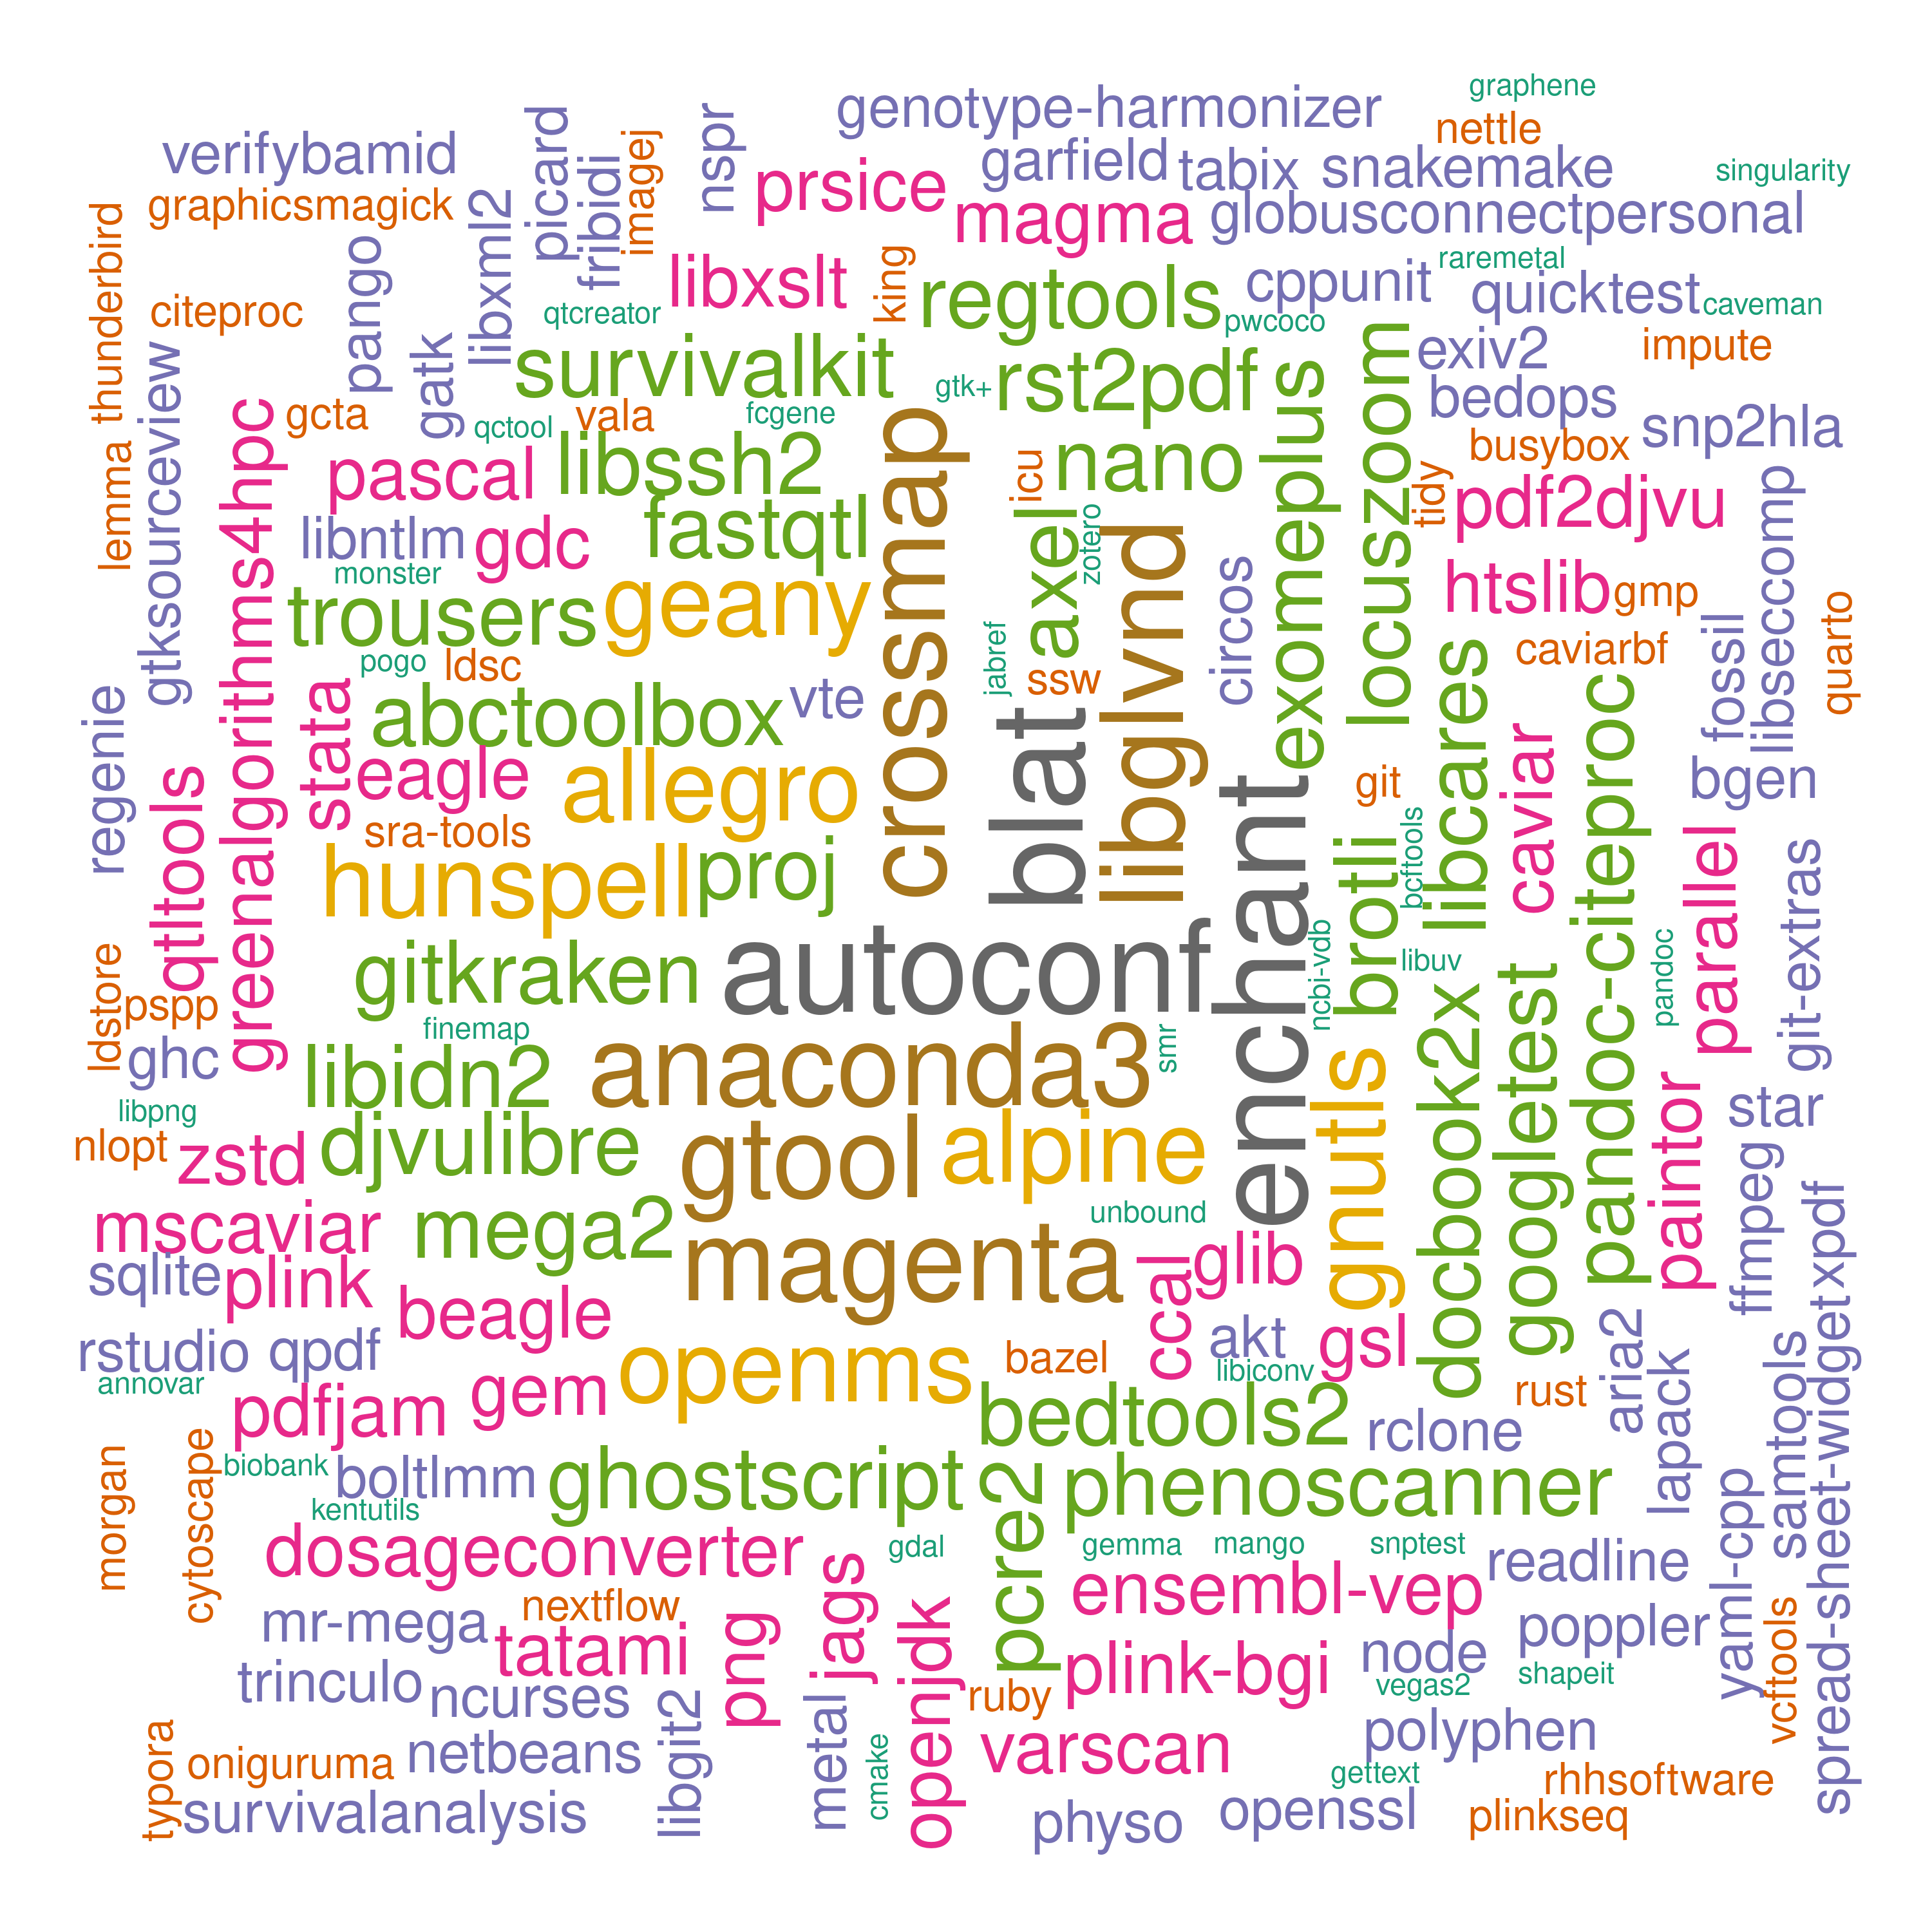 graphene
genotype-harmonizer
nettle
verifybamid
picard
imagej
nspr
garfield
tabix
snakemake
singularity
fribidi
prsice
magma
globusconnectpersonal
graphicsmagick
thunderbird
libxml2
pango
king
raremetal
libxslt
regtools
cppunit
quicktest
caveman
citeproc
qtcreator
pwcoco
gatk
survivalkit
exiv2
impute
gtksourceview
gtk+
rst2pdf
locuszoom
bedops
gcta
qctool
vala
fcgene
exomeplus
snp2hla
greenalgorithms4hpc
busybox
lemma
pascal
libssh2
crossmap
icu
nano
tidy
pdf2djvu
libseccomp
libntlm
gdc
fastqtl
axel
zotero
libglvnd
monster
circos
htslib
gmp
trousers
geany
quarto
fossil
jabref
caviarbf
pogo
ldsc
ssw
regenie
stata
abctoolbox
vte
libcares
pandoc-citeproc
blat
eagle
allegro
git
caviar
bgen
qtltools
enchant
bcftools
sra-tools
parallel
git-extras
hunspell
proj
brotli
ldstore
pspp
gitkraken
autoconf
ncbi-vdb
libuv
pandoc
googletest
docbook2x
finemap
ghc
libidn2
anaconda3
smr
gnutls
paintor
libpng
star
nlopt
zstd
djvulibre
gtool
alpine
ffmpeg
mscaviar
mega2
unbound
xpdf
sqlite
plink
magenta
ccal
glib
beagle
rstudio
qpdf
openms
bazel
akt
gsl
aria2
annovar
libiconv
lapack
samtools
spread-sheet-widget
pdfjam
gem
bedtools2
rust
rclone
morgan
cytoscape
biobank
boltlmm
ghostscript
pcre2
phenoscanner
yaml-cpp
kentutils
dosageconverter
gdal
gemma
mango
snptest
readline
jags
openjdk
ensembl-vep
mr-mega
nextflow
tatami
png
poppler
vcftools
node
plink-bgi
shapeit
trinculo
ncurses
libgit2
metal
ruby
vegas2
typora
oniguruma
netbeans
cmake
varscan
polyphen
gettext
rhhsoftware
survivalanalysis
physo
openssl
plinkseq